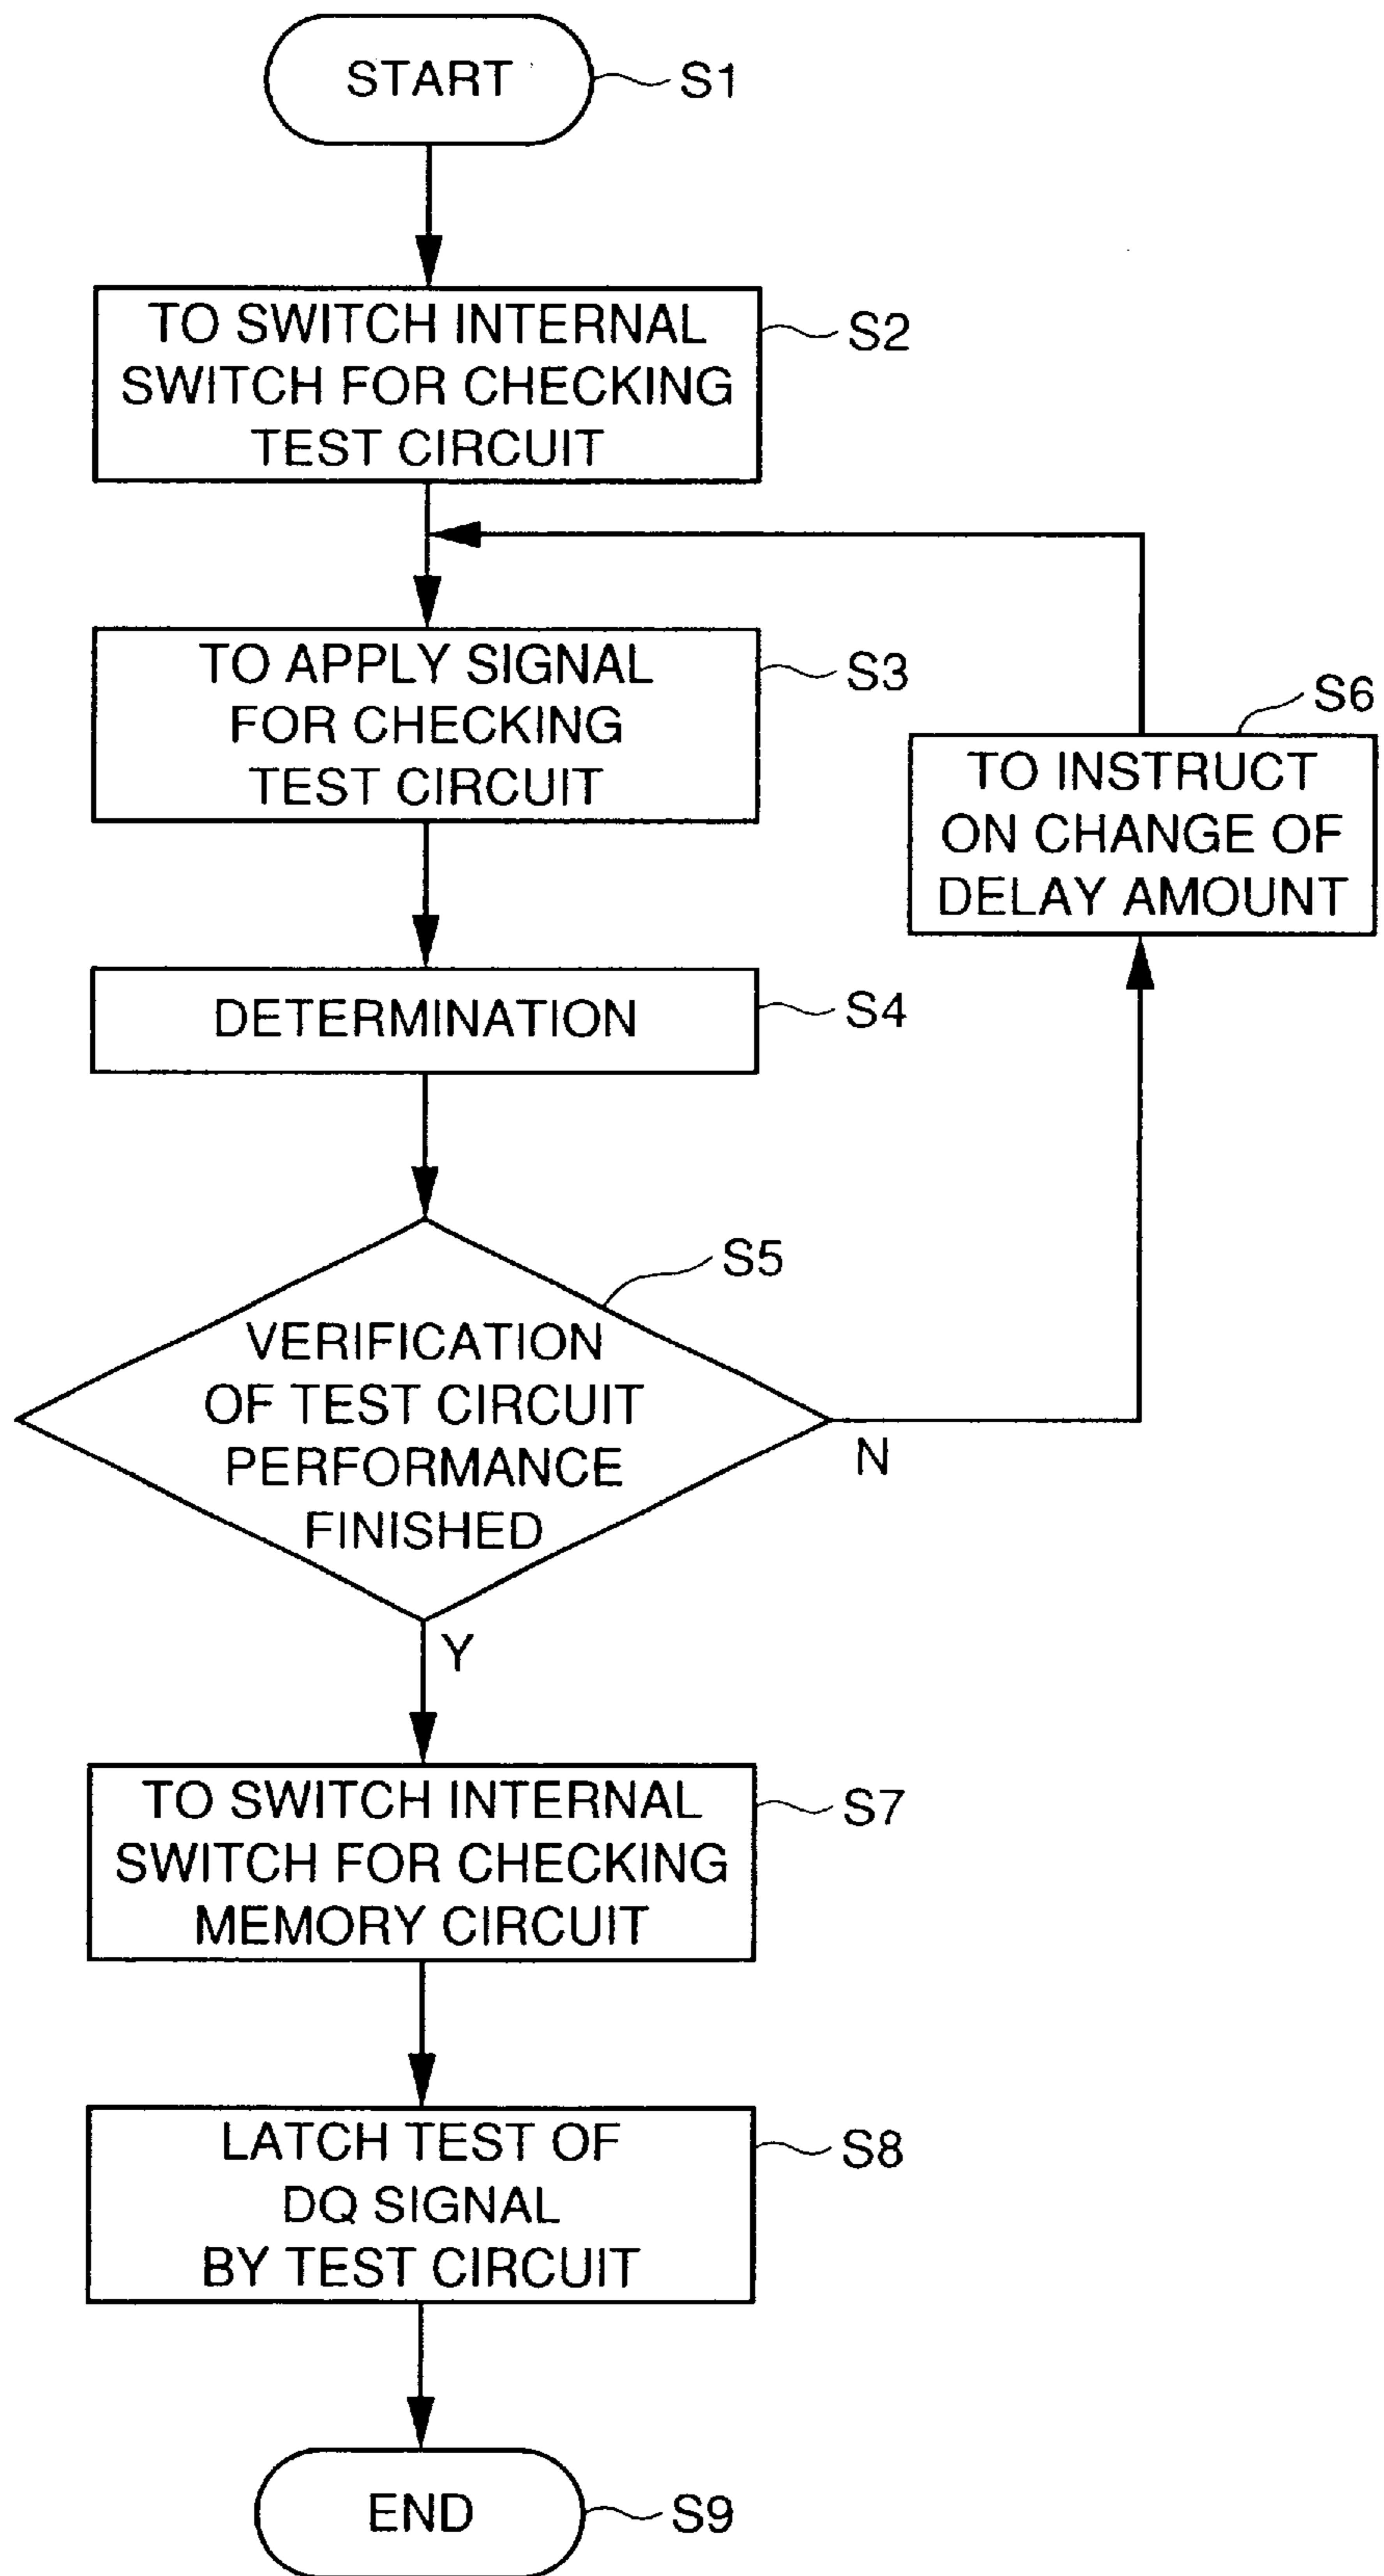 START
S1
TO SWITCH INTERNAL
SWITCH FOR CHECKING
TEST CIRCUIT
S2
TO APPLY SIGNAL
FOR CHECKING
TEST CIRCUIT
S3
S6
TO INSTRUCT
ON CHANGE OF
DELAY AMOUNT
DETERMINATION
S4
S5
VERIFICATION
OF TEST CIRCUIT
PERFORMANCE
FINISHED
N
Y
TO SWITCH INTERNAL
SWITCH FOR CHECKING
MEMORY CIRCUIT
S7
LATCH TEST OF
DQ SIGNAL
BY TEST CIRCUIT
S8
END
S9